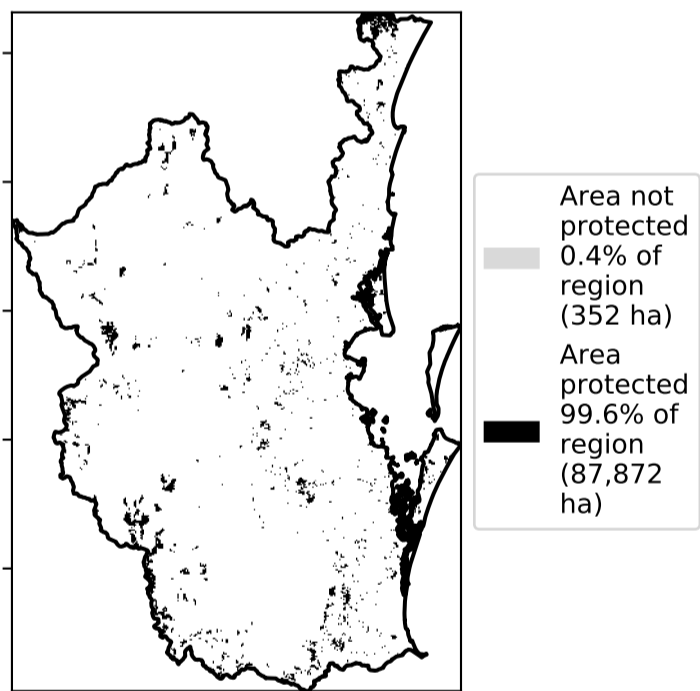 Area not
protected
0.4% of
region
(352 ha)
Area
protected
99.6% of
region
(87,872
ha)